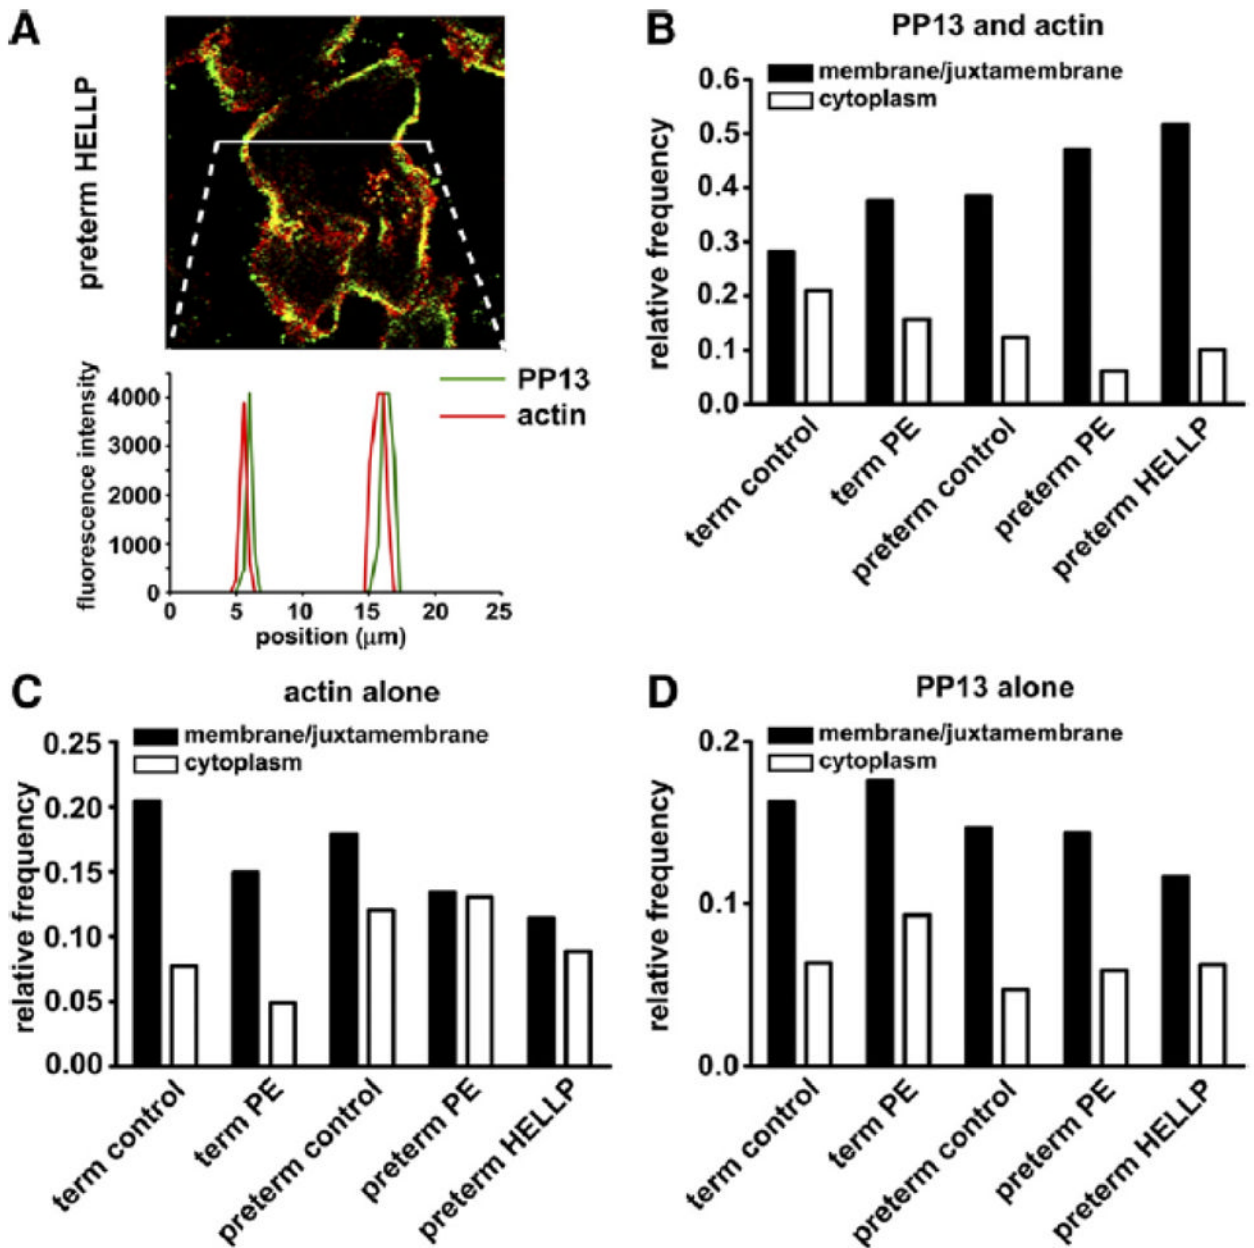 A
preterm HELLP
fluorescence intensity
4000
3000
2000
1000
0
0 5 10 15 20 25
position (μm)
PP13
actin
B
PP13 and actin
membrane/juxtamembrane
cytoplasm
relative frequency
0.6
0.5
0.4
0.3
0.2
0.1
0.0
term control
term PE
preterm control
preterm PE
preterm HELLP
C
actin alone
membrane/juxtamembrane
cytoplasm
relative frequency
0.25
0.20
0.15
0.10
0.05
0.00
term control
term PE
preterm control
preterm PE
preterm HELLP
D
PP13 alone
membrane/juxtamembrane
cytoplasm
relative frequency
0.2
0.1
0.0
term control
term PE
preterm control
preterm PE
preterm HELLP